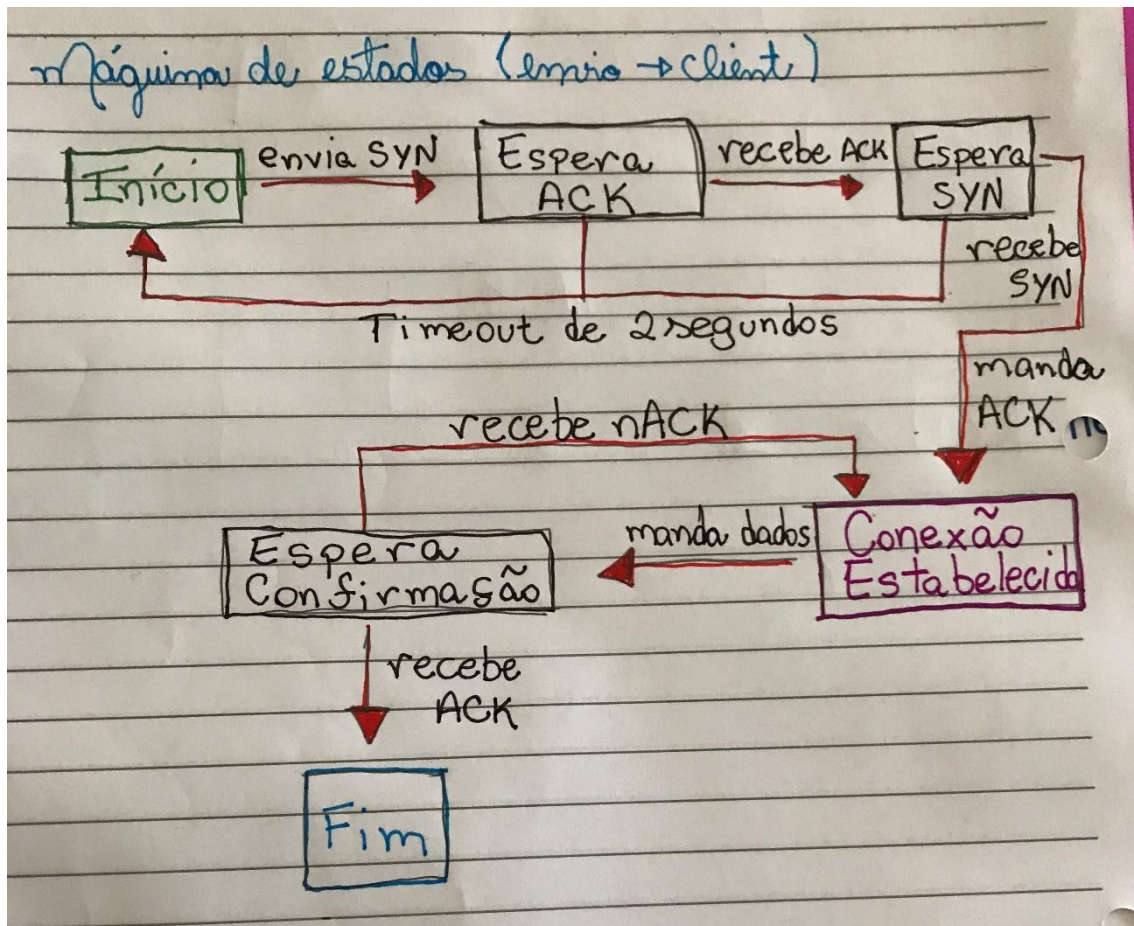 Máquina de estados (envio → client)
Início
envia SYN
Espera
ACK
recebe ACK
Espera
SYN
recebe
SYN
Timeout de 2 segundos
manda
ACK
recebe nACK
Conexão
Estabelecida
manda dados
Espera
Confirmasão
recebe
ACK
Fim